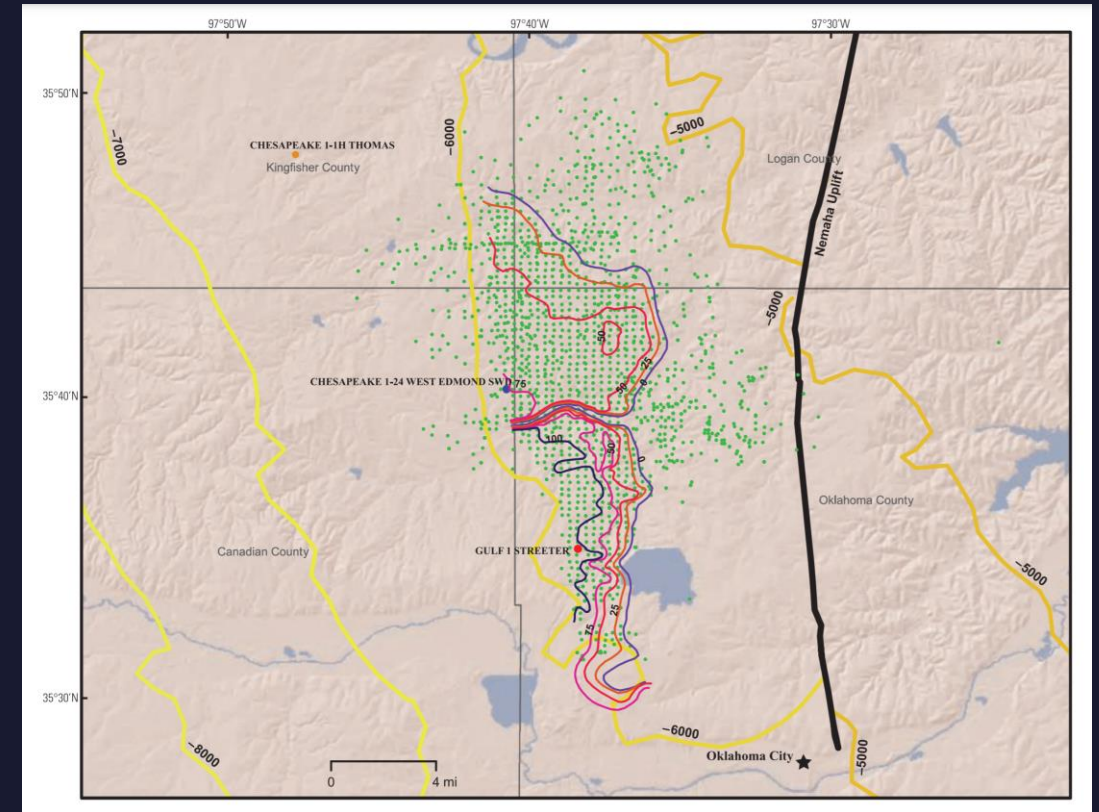 97°50'W 97°40'W 97°30'W
35°50'N
−7000
−6000
−5000
CHESAPEAKE 1-1H THOMAS
Kingfisher County
Logan County
Nemaha Uplift
−5000
50
25
50
0
35°40'N
CHESAPEAKE 1-24 WEST EDMOND SWD
75
100
50
0
Oklahoma County
Canadian County
GULF 1 STREETER
−5000
25
75
35°30'N
−6000
−8000
Oklahoma City
−5000
0 4 mi